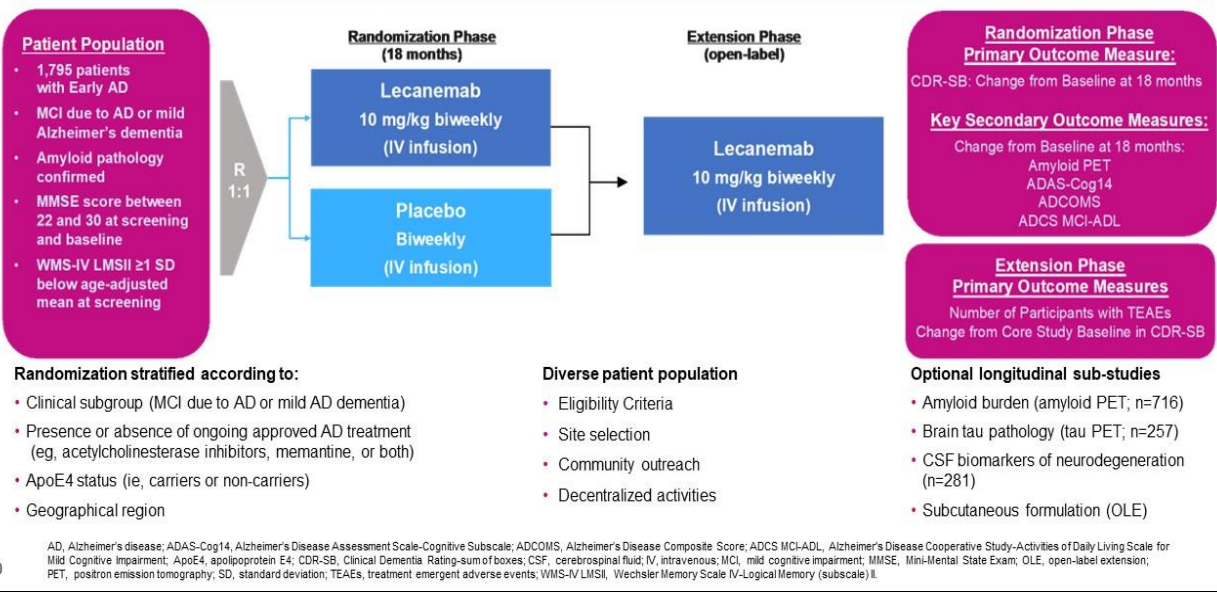 Patient Population
• 1,795 patients
with Early AD
• MCI due to AD or mild
Alzheimer's dementia
• Amyloid pathology
confirmed
• MMSE score between
22 and 30 at screening
and baseline
• WMS-IV LMSII ≥1 SD
below age-adjusted
mean at screening
R
1:1
Randomization Phase
(18 months)
Lecanemab
10 mg/kg biweekly
(IV infusion)
Placebo
Biweekly
(IV infusion)
Extension Phase
(open-label)
Lecanemab
10 mg/kg biweekly
(IV infusion)
Randomization Phase
Primary Outcome Measure:
CDR-SB: Change from Baseline at 18 months
Key Secondary Outcome Measures:
Change from Baseline at 18 months:
Amyloid PET
ADAS-Cog14
ADCOMS
ADCS MCI-ADL
Extension Phase
Primary Outcome Measures
Number of Participants with TEAEs
Change from Core Study Baseline in CDR-SB
Randomization stratified according to:
• Clinical subgroup (MCI due to AD or mild AD dementia)
• Presence or absence of ongoing approved AD treatment
(eg, acetylcholinesterase inhibitors, memantine, or both)
• ApoE4 status (ie, carriers or non-carriers)
• Geographical region
Diverse patient population
• Eligibility Criteria
• Site selection
• Community outreach
• Decentralized activities
Optional longitudinal sub-studies
• Amyloid burden (amyloid PET; n=716)
• Brain tau pathology (tau PET; n=257)
• CSF biomarkers of neurodegeneration
(n=281)
• Subcutaneous formulation (OLE)
AD, Alzheimer's disease; ADAS-Cog14, Alzheimer's Disease Assessment Scale-Cognitive Subscale; ADCOMS, Alzheimer's Disease Composite Score; ADCS MCI-ADL, Alzheimer's Disease Cooperative Study-Activities of Daily Living Scale for
Mild Cognitive Impairment; ApoE4, apolipoprotein E4; CDR-SB, Clinical Dementia Rating-sum of boxes; CSF, cerebrospinal fluid; IV, intravenous; MCI, mild cognitive impairment; MMSE, Mini-Mental State Exam; OLE, open-label extension;
PET, positron emission tomography; SD, standard deviation; TEAEs, treatment emergent adverse events; WMS-IV LMSII, Wechsler Memory Scale IV-Logical Memory (subscale) II.